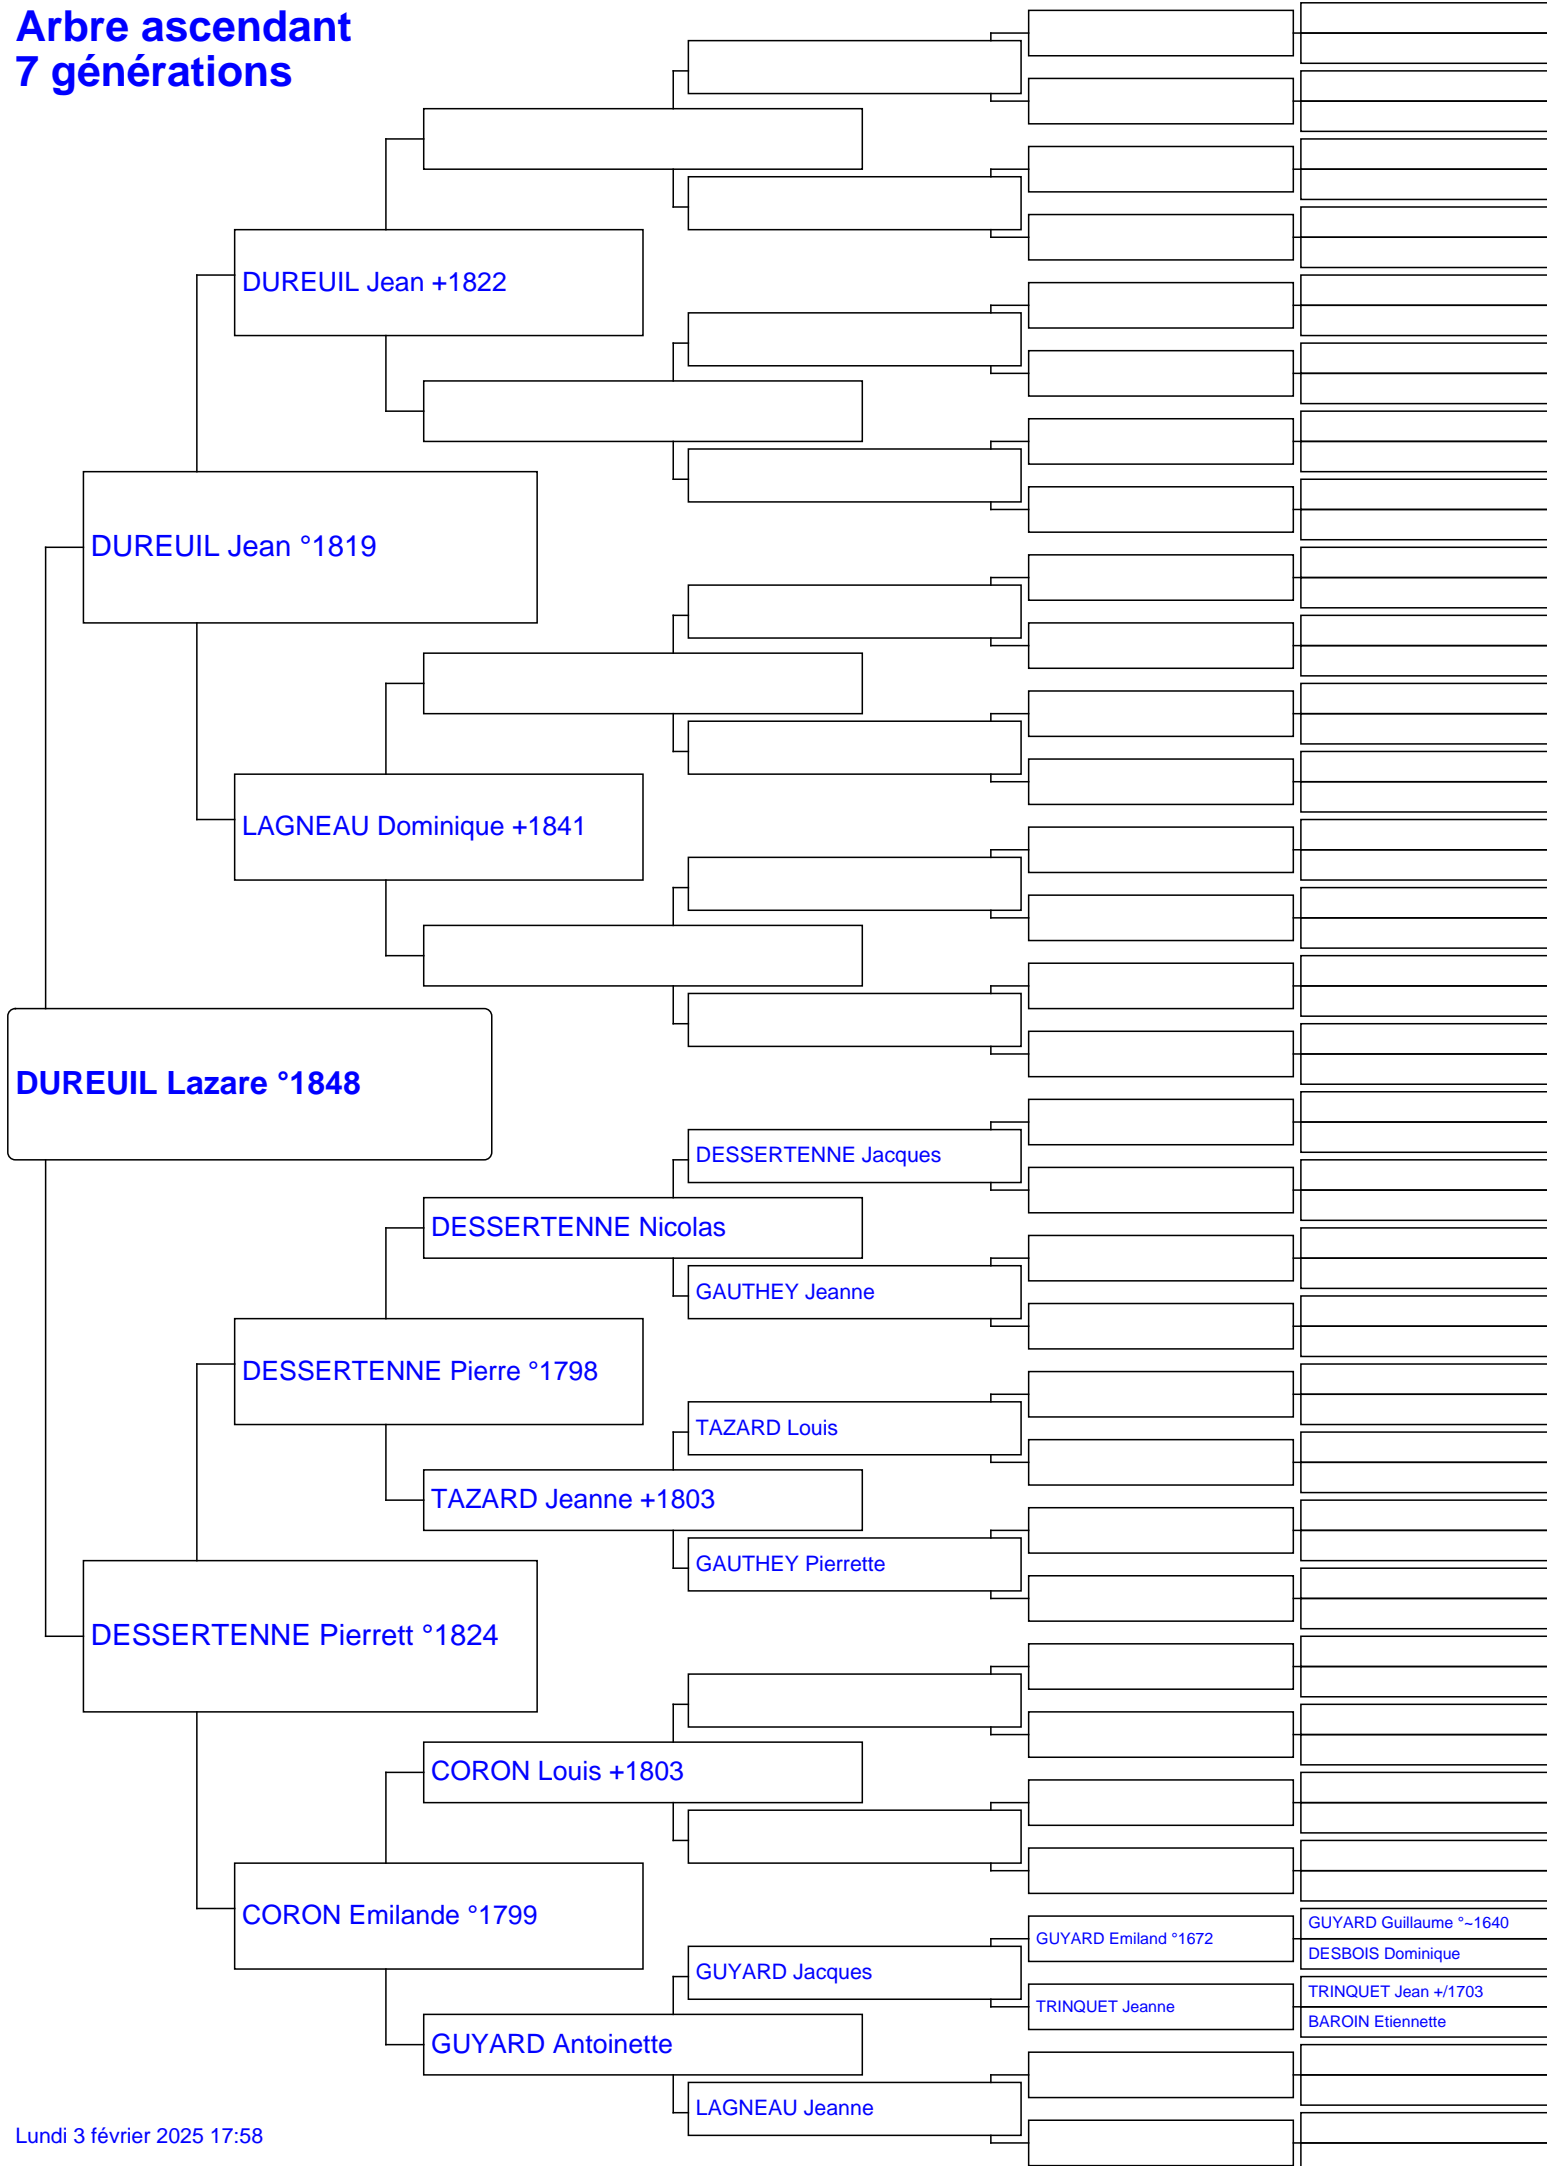 Arbre ascendant
7 générations
DUREUIL Jean +1822
DUREUIL Jean °1819
LAGNEAU Dominique +1841
DUREUIL Lazare °1848
DESSERTENNE Jacques
DESSERTENNE Nicolas
GAUTHEY Jeanne
DESSERTENNE Pierre °1798
TAZARD Louis
TAZARD Jeanne +1803
GAUTHEY Pierrette
DESSERTENNE Pierrett °1824
CORON Louis +1803
CORON Emilande °1799
GUYARD Guillaume °~1640
GUYARD Emiland °1672
DESBOIS Dominique
GUYARD Jacques
TRINQUET Jean +/1703
TRINQUET Jeanne
BAROIN Etiennette
GUYARD Antoinette
LAGNEAU Jeanne
Lundi 3 février 2025 17:58